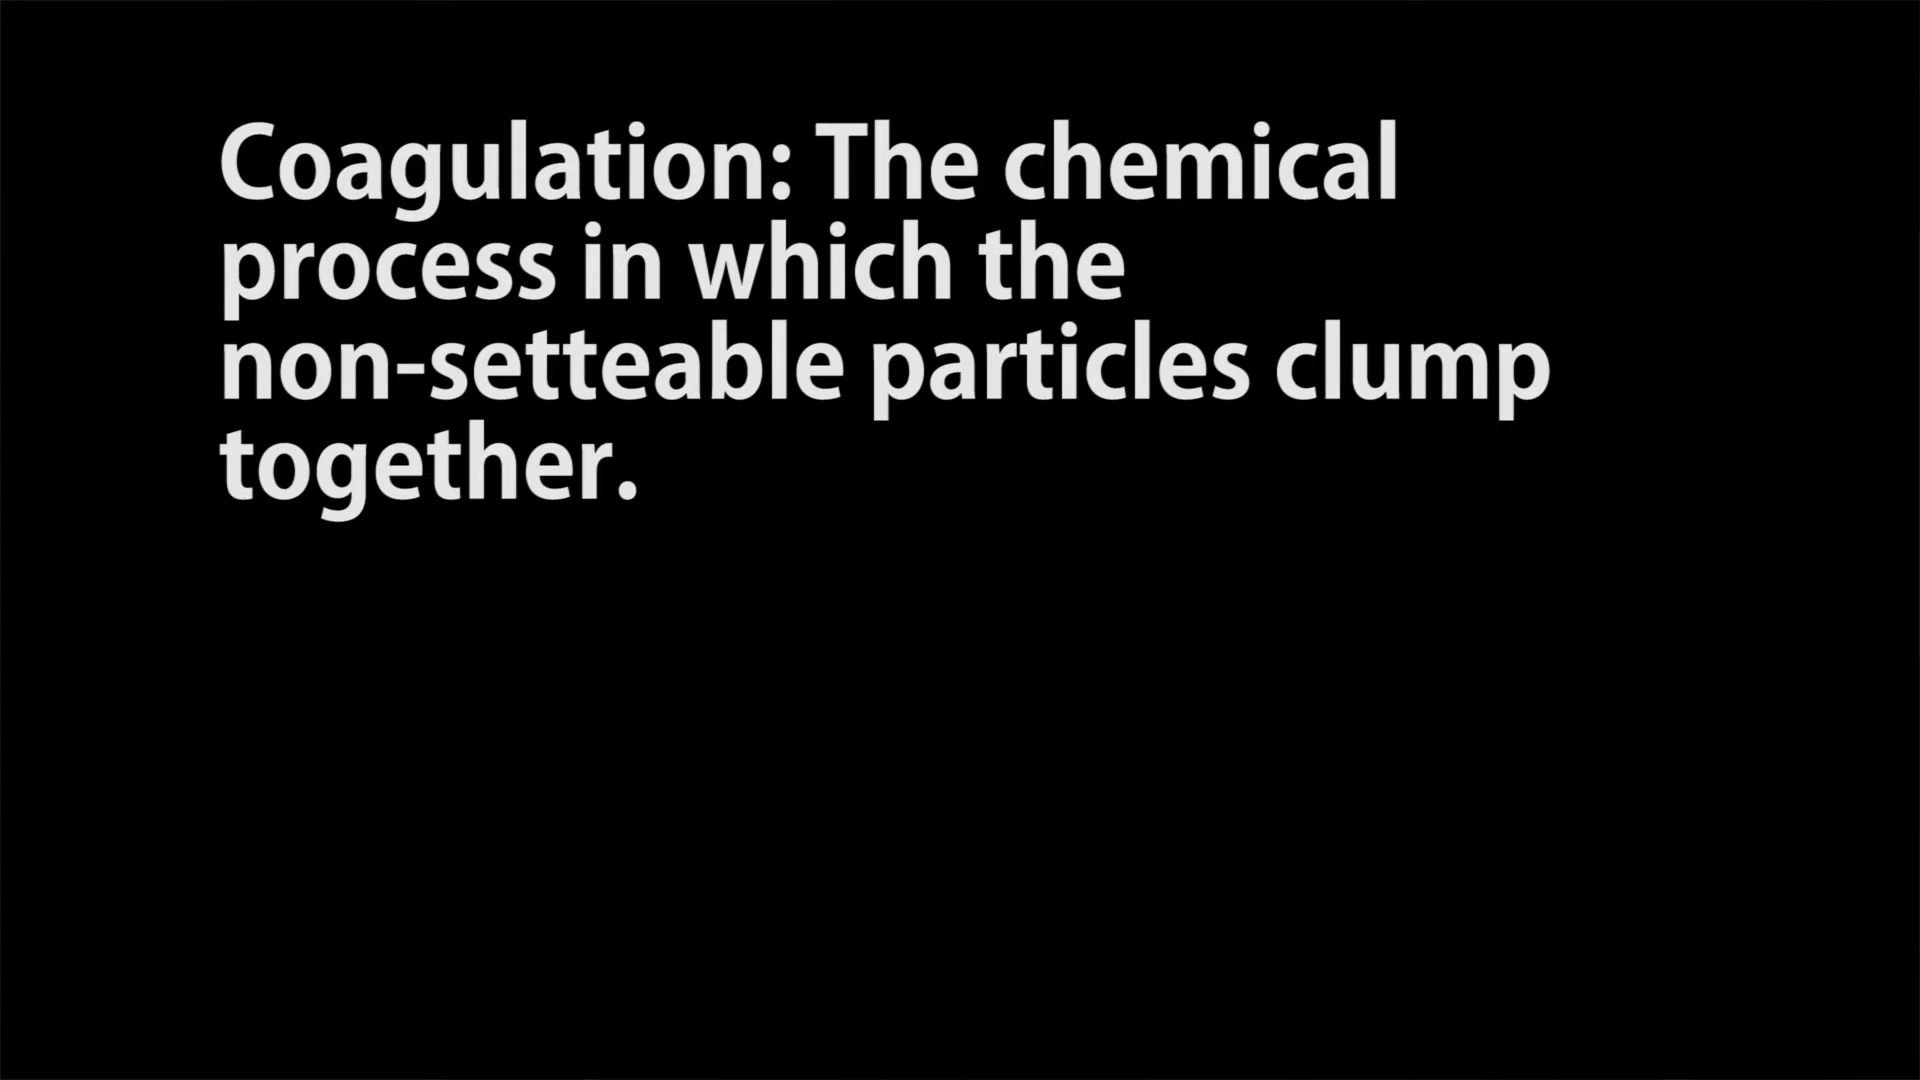 Coagulation: The chemical
process in which the
non-setteable particles clump
together.